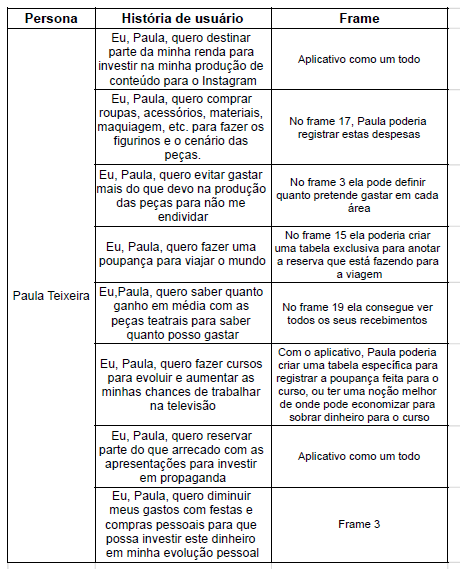 Persona História de usuário Frame
Paula Teixeira
Eu, Paula, quero destinar
parte da minha renda para
investir na minha produção de
conteúdo para o Instagram
Aplicativo como um todo
Eu, Paula, quero comprar
roupas, acessórios, materiais,
maquiagem, etc. para fazer os
figurinos e o cenário das
peças.
No frame 17, Paula poderia
registrar estas despesas
Eu, Paula, quero evitar gastar
mais do que devo na produção
das peças para não me
endividar
No frame 3 ela pode definir
quanto pretende gastar em cada
área
Eu, Paula, quero fazer uma
poupança para viajar o mundo
No frame 15 ela poderia criar
uma tabela exclusiva para anotar
a reserva que está fazendo para
a viagem
Eu,Paula, quero saber quanto
ganho em média com as
peças teatrais para saber
quanto posso gastar
No frame 19 ela consegue ver
todos os seus recebimentos
Eu, Paula, quero fazer cursos
para evoluir e aumentar as
minhas chances de trabalhar
na televisão
Com o aplicativo, Paula poderia
criar uma tabela específica para
registrar a poupança feita para o
curso, ou ter uma noção melhor
de onde pode economizar para
sobrar dinheiro para o curso
Eu, Paula, quero reservar
parte do que arrecado com as
apresentações para investir
em propaganda
Aplicativo como um todo
Eu, Paula, quero diminuir
meus gastos com festas e
compras pessoais para que
possa investir este dinheiro
em minha evolução pessoal
Frame 3